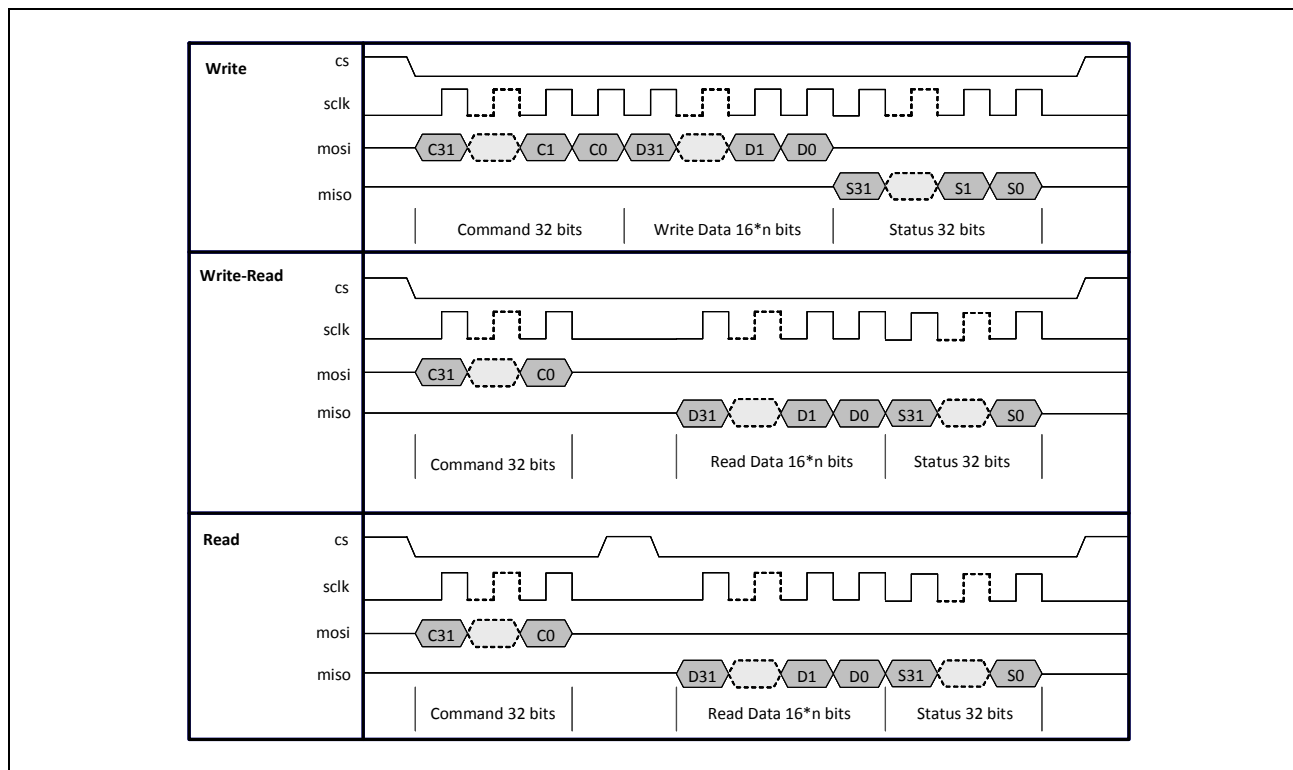 Write
cs
sclk
mosi C31 C1 C0 D31 D1 D0
miso S31 S1 S0
Command 32 bits Write Data 16*n bits Status 32 bits
Write-Read
cs
sclk
mosi C31 C0
miso D31 D1 D0 S31 S0
Command 32 bits Read Data 16*n bits Status 32 bits
Read
cs
sclk
mosi C31 C0
miso D31 D1 D0 S31 S0
Command 32 bits Read Data 16*n bits Status 32 bits